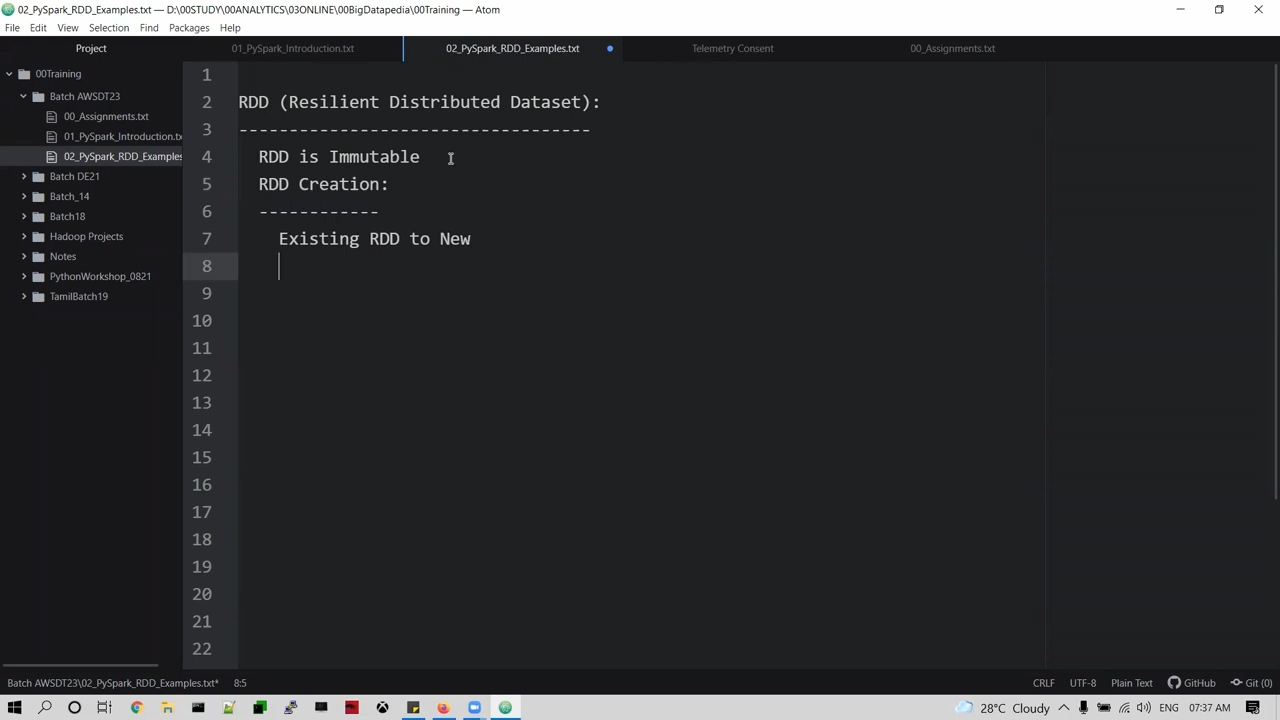 02_PySpark_RDD_Examples.txt — D:\00STUDY\00ANALYTICS\03ONLINE\00BigDatapedia\00Training — Atom
File Edit View Selection Find Packages Help
Project
01_PySpark_Introduction.txt
02_PySpark_RDD_Examples.txt
Telemetry Consent
00_Assignments.txt
00Training
Batch AWSDT23
00_Assignments.txt
01_PySpark_Introduction.tx
02_PySpark_RDD_Examples
Batch DE21
Batch_14
Batch18
Hadoop Projects
Notes
PythonWorkshop_0821
TamilBatch19
1
2 RDD (Resilient Distributed Dataset):
3 -----------------------------------
4 RDD is Immutable
5 RDD Creation:
6 ------------
7 Existing RDD to New
8
9
10
11
12
13
14
15
16
17
18
19
20
21
22
Batch AWSDT23\02_PySpark_RDD_Examples.txt* 8:5
CRLF UTF-8 Plain Text GitHub Git (0)
28°C Cloudy ENG 07:37 AM